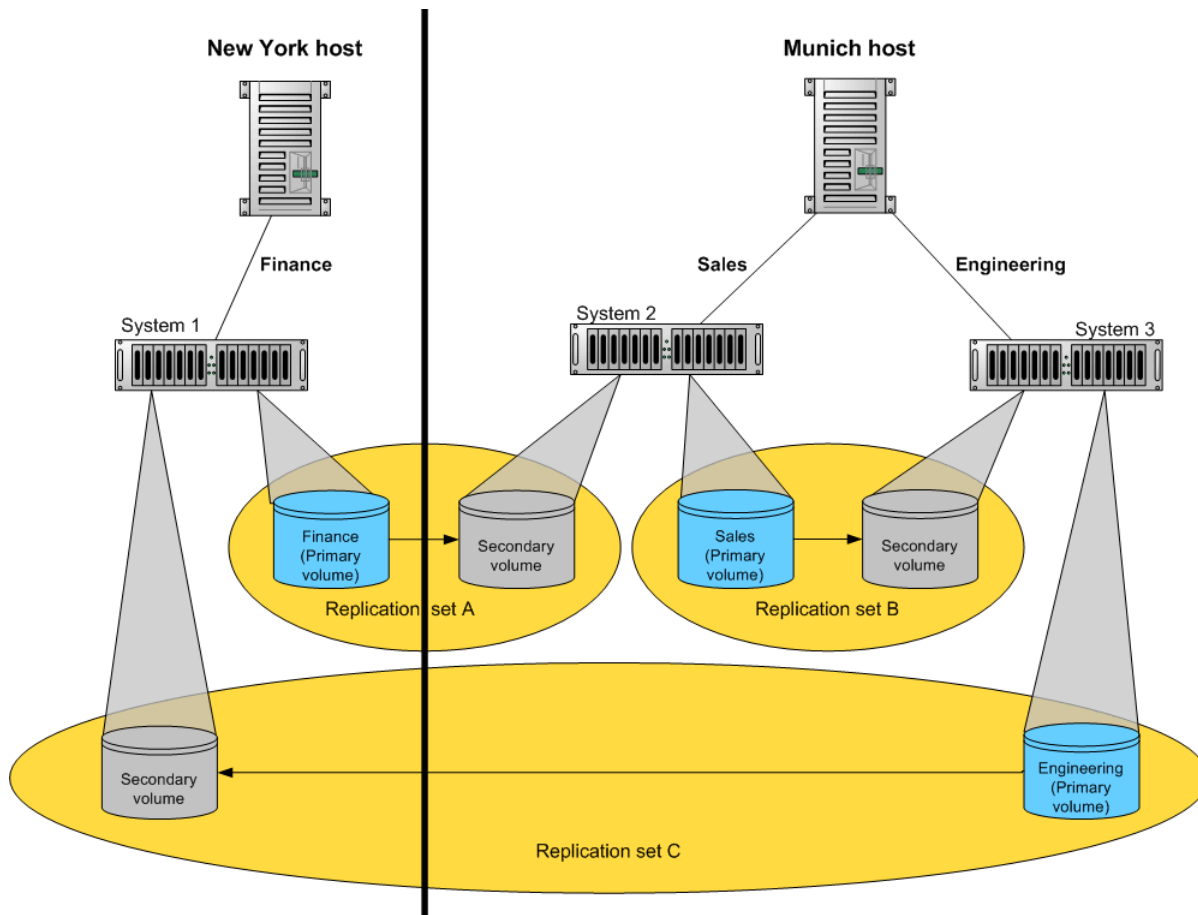 New York host
Munich host
Finance
Sales
Engineering
System 1
System 2
System 3
Finance
(Primary
volume)
Secondary
volume
Sales
(Primary
volume)
Secondary
volume
Replication set A
Replication set B
Secondary
volume
Engineering
(Primary
volume)
Replication set C